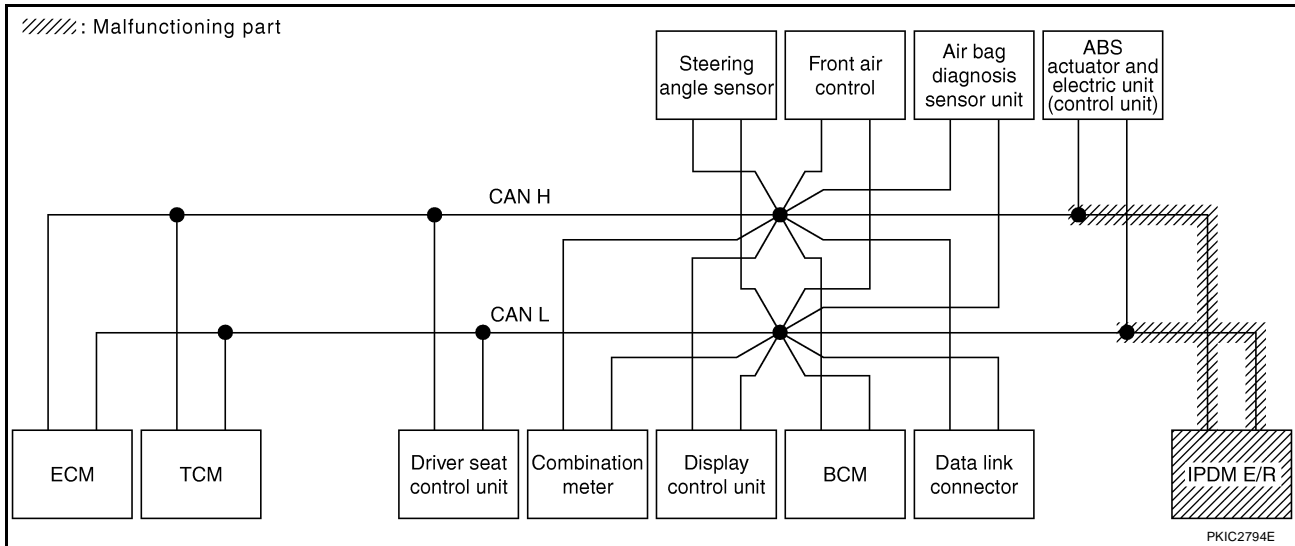 : Malfunctioning part
Steering
angle sensor
Front air
control
Air bag
diagnosis
sensor unit
ABS
actuator and
electric unit
(control unit)
CAN H
CAN L
ECM
TCM
Driver seat
control unit
Combination
meter
Display
control unit
BCM
Data link
connector
IPDM E/R
PKIC2794E